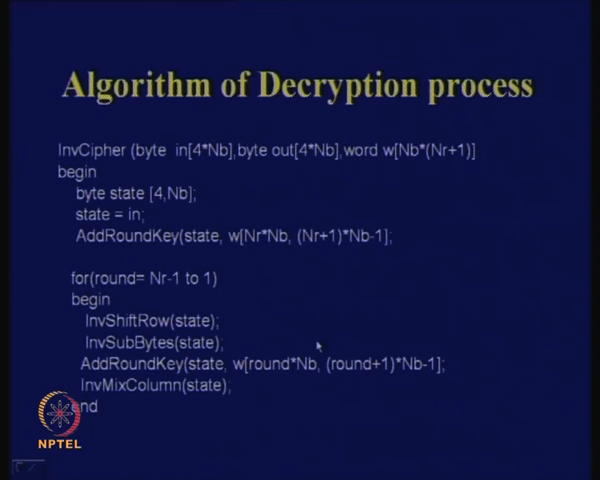 Algorithm of Decryption process
InvCipher (byte in[4*Nb],byte out[4*Nb],word w[Nb*(Nr+1)]
begin
byte state [4,Nb];
state = in;
AddRoundKey(state, w[Nr*Nb, (Nr+1)*Nb-1];
for(round= Nr-1 to 1)
begin
InvShiftRow(state);
InvSubBytes(state);
AddRoundKey(state, w[round*Nb, (round+1)*Nb-1];
InvMixColumn(state);
end
NPTEL